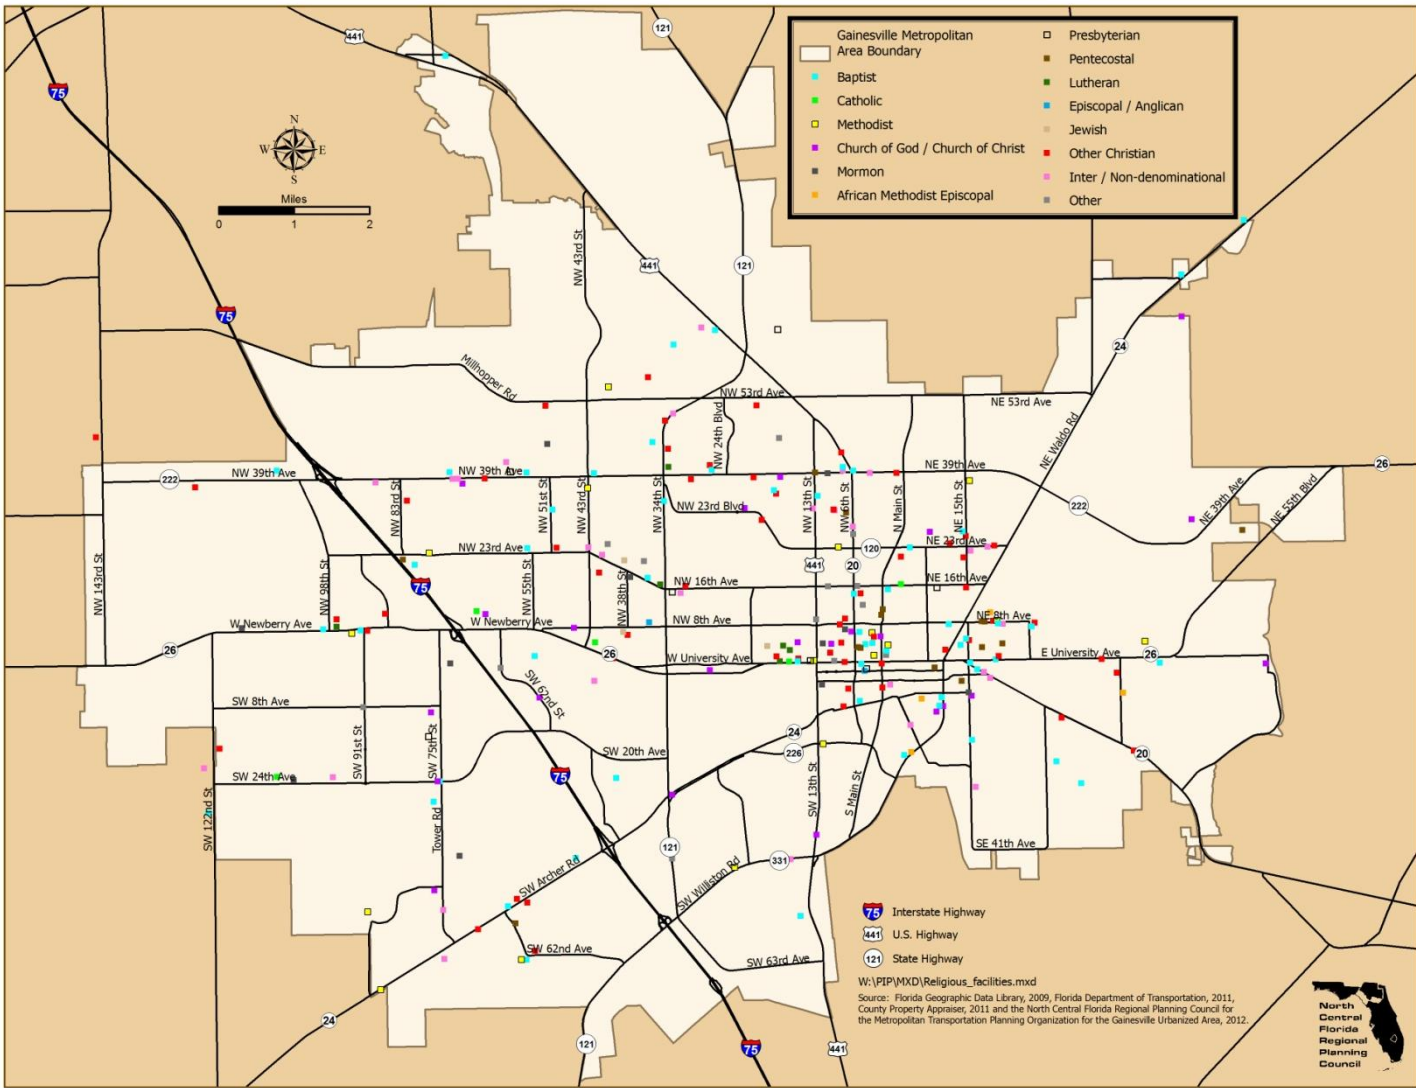 441
121
75
N
W E
S
Miles
0 1 2
Gainesville Metropolitan
Area Boundary
Baptist
Catholic
Methodist
Church of God / Church of Christ
Mormon
African Methodist Episcopal
Presbyterian
Pentecostal
Lutheran
Episcopal / Anglican
Jewish
Other Christian
Inter / Non-denominational
Other
NW 43rd St
441
121
75
24
Millhopper Rd
NW 53rd Ave
NE 53rd Ave
NW 24th Blvd
NE Waldo Rd
222
NW 39th Ave
NW 39th Ave
NE 39th Ave
26
NW 83rd St
NW 51st St
NW 43rd St
NW 34th St
NW 23rd Blvd
NW 13th St
NW 6th St
N Main St
NE 15th St
222
NE 39th Ave
NE 55th Blvd
NW 143rd St
NW 98th St
NW 23rd Ave
120
NE 23rd Ave
441
20
75
NW 55th St
NW 38th St
NW 16th Ave
NE 16th Ave
W Newberry Ave
W Newberry Ave
NW 8th Ave
NE 8th Ave
26
26
W University Ave
E University Ave
26
SW 62nd St
SW 8th Ave
SW 91st St
SW 75th St
24
226
SW 20th Ave
20
SW 24th Ave
75
SW 122nd St
Tower Rd
SW 13th St
S Main St
121
SE 41th Ave
331
SW Archer Rd
SW Williston Rd
75
SW 62nd Ave
SW 63rd Ave
24
121
75
441
75 Interstate Highway
441 U.S. Highway
121 State Highway
W:\PIP\MXD\Religious_facilities.mxd
Source: Florida Geographic Data Library, 2009, Florida Department of Transportation, 2011,
County Property Appraiser, 2011 and the North Central Florida Regional Planning Council for
the Metropolitan Transportation Planning Organization for the Gainesville Urbanized Area, 2012.
North
Central
Florida
Regional
Planning
Council